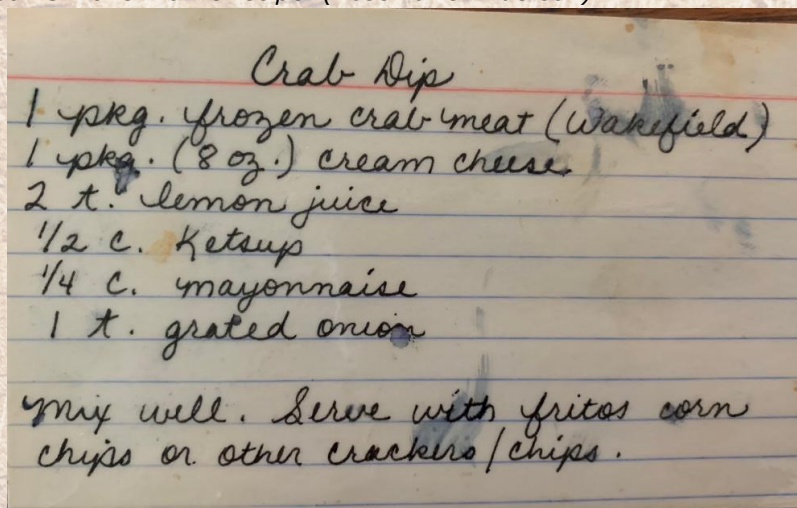 Crab Dip
1 pkg. frozen crab meat (Wakefield)
1 pkg. (8 oz.) cream cheese
2 t. lemon juice
1/2 c. Ketsup
1/4 c. mayonnaise
1 t. grated onion
Mix well. Serve with fritos corn
chips or other crackers/chips.